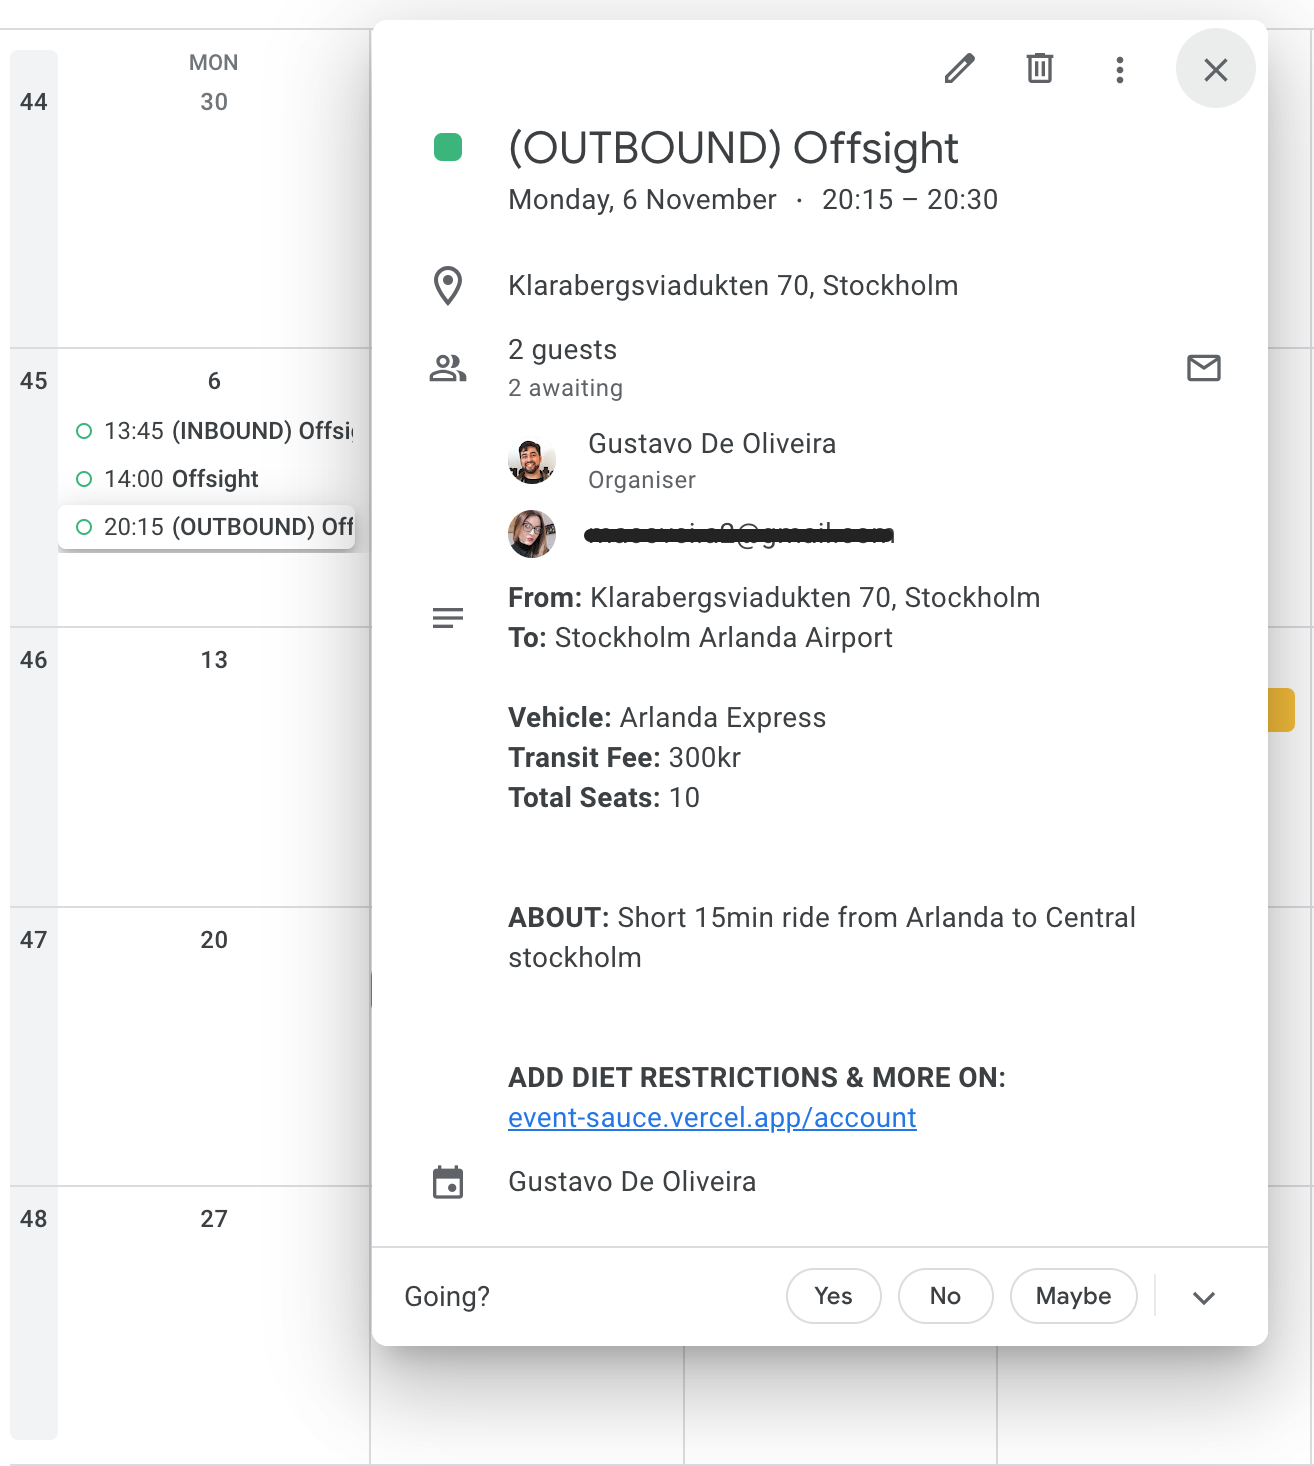 MON
44
30
45
6
13:45 (INBOUND) Offsi
14:00 Offsight
20:15 (OUTBOUND) Off
46
13
47
20
48
27
(OUTBOUND) Offsight
Monday, 6 November · 20:15 – 20:30
Klarabergsviadukten 70, Stockholm
2 guests
2 awaiting
Gustavo De Oliveira
Organiser
From: Klarabergsviadukten 70, Stockholm
To: Stockholm Arlanda Airport
Vehicle: Arlanda Express
Transit Fee: 300kr
Total Seats: 10
ABOUT: Short 15min ride from Arlanda to Central
stockholm
ADD DIET RESTRICTIONS & MORE ON:
event-sauce.vercel.app/account
Gustavo De Oliveira
Going?
Yes
No
Maybe